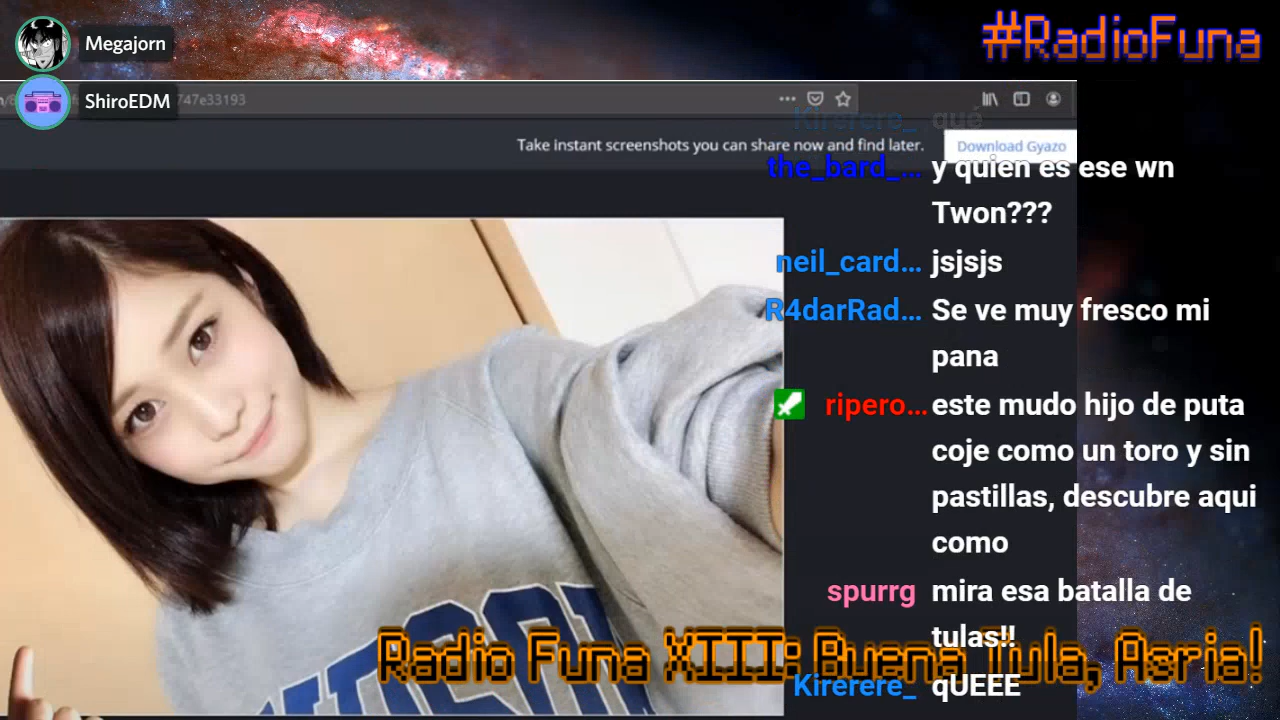 Megajorn
#RadioFuna
ShiroEDM
747e33193
Kirerere_ qué
Take instant screenshots you can share now and find later.
Download Gyazo
the_bard_... y quien es ese wn
Twon???
neil_card... jsjsjs
R4darRad... Se ve muy fresco mi
pana
ripero... este mudo hijo de puta
coje como un toro y sin
pastillas, descubre aqui
como
spurrg mira esa batalla de
tulas!!
Radio Funa XIII: Buena Tula, Asria!
Kirerere_ qUEEE